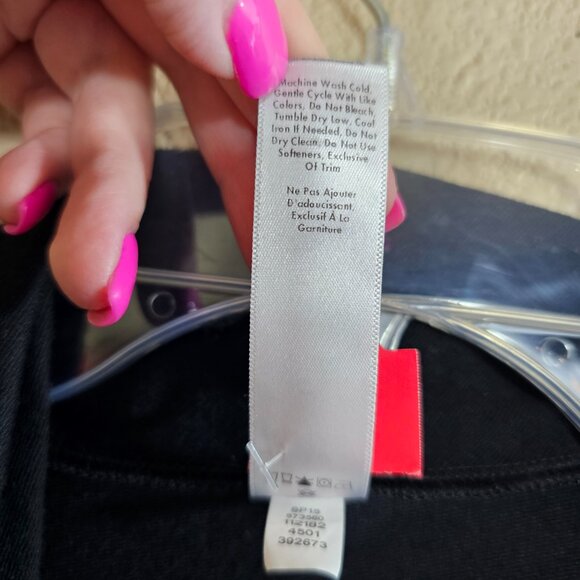 Machine Wash Cold,
Gentle Cycle With Like
Colors, Do Not Bleach,
Tumble Dry Low, Cool
Iron If Needed, Do Not
Dry Clean, Do Not Use
Softeners, Exclusive
Of Trim
Ne Pas Ajouter
D'adoucissant,
Exclusif À La
Garniture
SP15
573560
112182
4501
392673